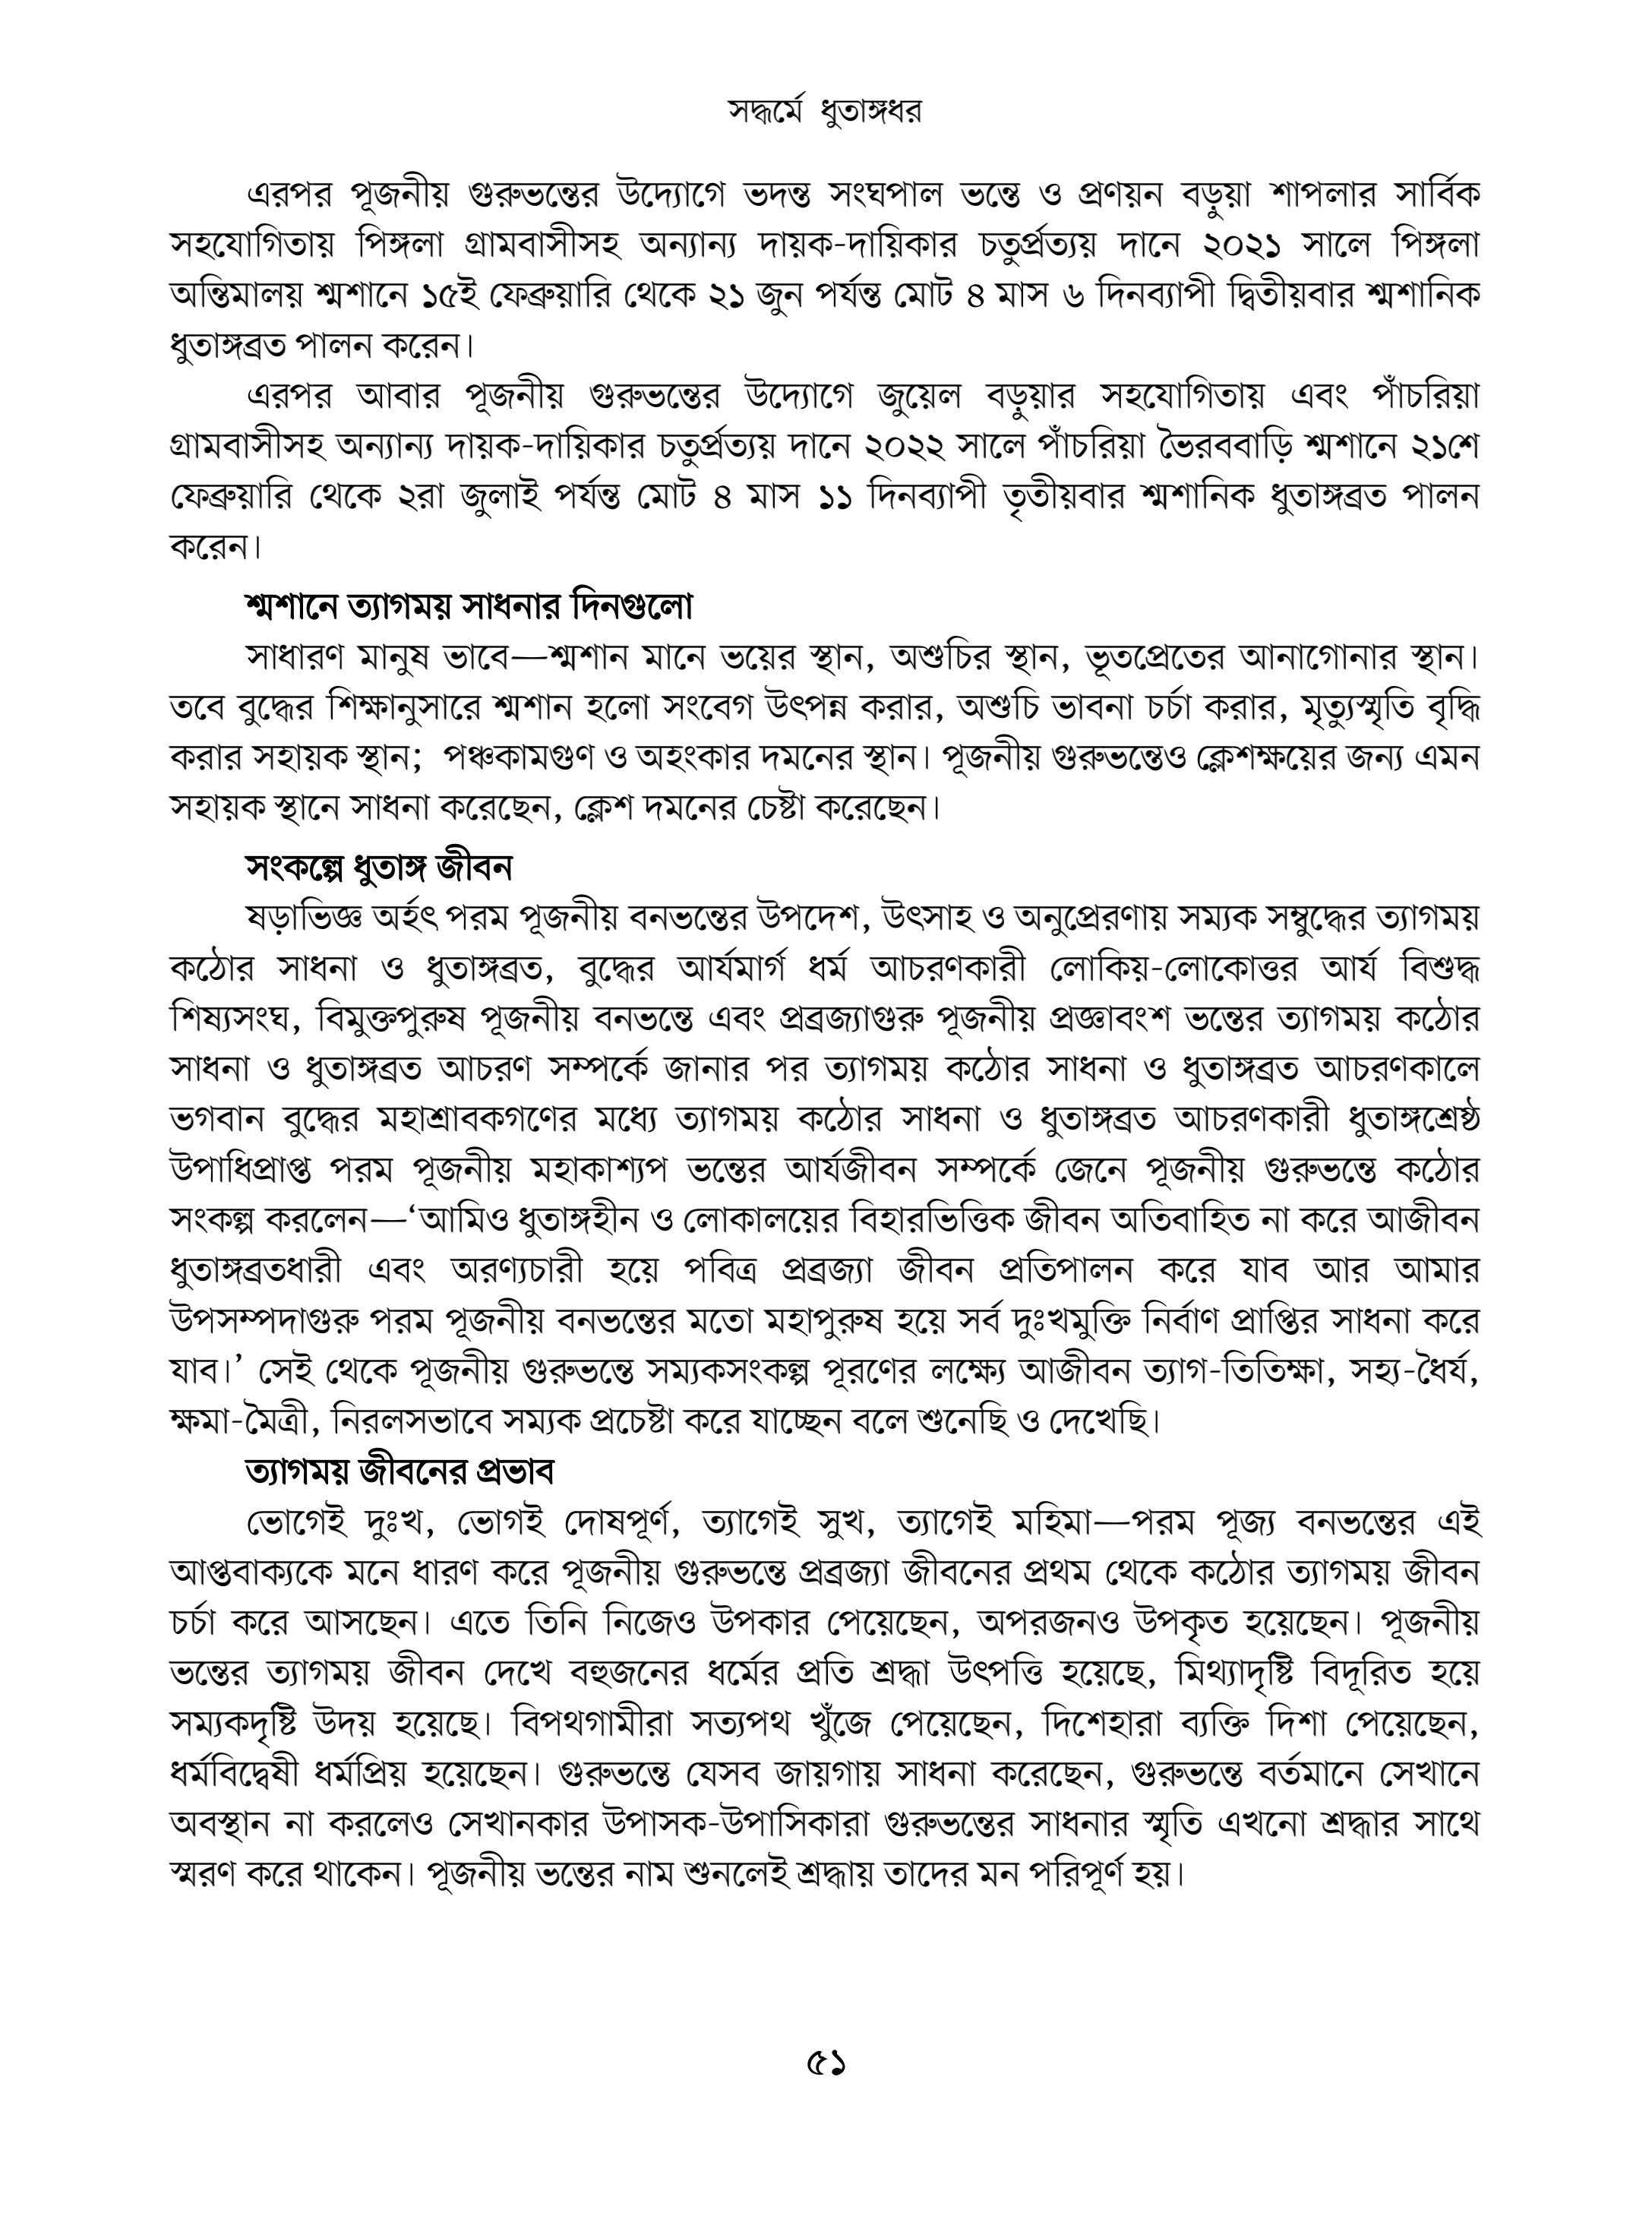 সদ্ধর্মে ধুতাঙ্গধর
এরপর পূজনীয় গুরুভন্তের উদ্যোগে ভদন্ত সংঘপাল ভন্তে ও প্রণয়ন বড়ুয়া শাপলার সার্বিক
সহযোগিতায় পিঙ্গলা গ্রামবাসীসহ অন্যান্য দায়ক-দায়িকার চতুর্প্রত্যয় দানে ২০২১ সালে পিঙ্গলা
অন্তিমালয় শ্মশানে ১৫ই ফেব্রুয়ারি থেকে ২১ জুন পর্যন্ত মোট ৪ মাস ৬ দিনব্যাপী দ্বিতীয়বার শ্মশানিক
ধুতাঙ্গব্রত পালন করেন।
এরপর আবার পূজনীয় গুরুভন্তের উদ্যোগে জুয়েল বড়ুয়ার সহযোগিতায় এবং পাঁচরিয়া
গ্রামবাসীসহ অন্যান্য দায়ক-দায়িকার চতুর্প্রত্যয় দানে ২০২২ সালে পাঁচরিয়া ভৈরববাড়ি শ্মশানে ২১শে
ফেব্রুয়ারি থেকে ২রা জুলাই পর্যন্ত মোট ৪ মাস ১১ দিনব্যাপী তৃতীয়বার শ্মশানিক ধুতাঙ্গব্রত পালন
করেন।
শ্মশানে ত্যাগময় সাধনার দিনগুলো
সাধারণ মানুষ ভাবে—শ্মশান মানে ভয়ের স্থান, অশুচির স্থান, ভূতপ্রেতের আনাগোনার স্থান।
তবে বুদ্ধের শিক্ষানুসারে শ্মশান হলো সংবেগ উৎপন্ন করার, অশুচি ভাবনা চর্চা করার, মৃত্যুস্মৃতি বৃদ্ধি
করার সহায়ক স্থান; পঞ্চকামগুণ ও অহংকার দমনের স্থান। পূজনীয় গুরুভন্তেও ক্লেশক্ষয়ের জন্য এমন
সহায়ক স্থানে সাধনা করেছেন, ক্লেশ দমনের চেষ্টা করেছেন।
সংকল্পে ধুতাঙ্গ জীবন
ষড়াভিজ্ঞ অর্হৎ পরম পূজনীয় বনভন্তের উপদেশ, উৎসাহ ও অনুপ্রেরণায় সম্যক সম্বুদ্ধের ত্যাগময়
কঠোর সাধনা ও ধুতাঙ্গব্রত, বুদ্ধের আর্যমার্গ ধর্ম আচরণকারী লোকিয়-লোকোত্তর আর্য বিশুদ্ধ
শিষ্যসংঘ, বিমুক্তপুরুষ পূজনীয় বনভন্তে এবং প্রব্রজ্যাগুরু পূজনীয় প্রজ্ঞাবংশ ভন্তের ত্যাগময় কঠোর
সাধনা ও ধুতাঙ্গব্রত আচরণ সম্পর্কে জানার পর ত্যাগময় কঠোর সাধনা ও ধুতাঙ্গব্রত আচরণকালে
ভগবান বুদ্ধের মহাশ্রাবকগণের মধ্যে ত্যাগময় কঠোর সাধনা ও ধুতাঙ্গব্রত আচরণকারী ধুতাঙ্গশ্রেষ্ঠ
উপাধিপ্রাপ্ত পরম পূজনীয় মহাকাশ্যপ ভন্তের আর্যজীবন সম্পর্কে জেনে পূজনীয় গুরুভন্তে কঠোর
সংকল্প করলেন—‘আমিও ধুতাঙ্গহীন ও লোকালয়ের বিহারভিত্তিক জীবন অতিবাহিত না করে আজীবন
ধুতাঙ্গব্রতধারী এবং অরণ্যচারী হয়ে পবিত্র প্রব্রজ্যা জীবন প্রতিপালন করে যাব আর আমার
উপসম্পদাগুরু পরম পূজনীয় বনভন্তের মতো মহাপুরুষ হয়ে সর্ব দুঃখমুক্তি নির্বাণ প্রাপ্তির সাধনা করে
যাব।’ সেই থেকে পূজনীয় গুরুভন্তে সম্যকসংকল্প পূরণের লক্ষ্যে আজীবন ত্যাগ-তিতিক্ষা, সহ্য-ধৈর্য,
ক্ষমা-মৈত্রী, নিরলসভাবে সম্যক প্রচেষ্টা করে যাচ্ছেন বলে শুনেছি ও দেখেছি।
ত্যাগময় জীবনের প্রভাব
ভোগেই দুঃখ, ভোগই দোষপূর্ণ, ত্যাগেই সুখ, ত্যাগেই মহিমা—পরম পূজ্য বনভন্তের এই
আপ্তবাক্যকে মনে ধারণ করে পূজনীয় গুরুভন্তে প্রব্রজ্যা জীবনের প্রথম থেকে কঠোর ত্যাগময় জীবন
চর্চা করে আসছেন। এতে তিনি নিজেও উপকার পেয়েছেন, অপরজনও উপকৃত হয়েছেন। পূজনীয়
ভন্তের ত্যাগময় জীবন দেখে বহুজনের ধর্মের প্রতি শ্রদ্ধা উৎপত্তি হয়েছে, মিথ্যাদৃষ্টি বিদূরিত হয়ে
সম্যকদৃষ্টি উদয় হয়েছে। বিপথগামীরা সত্যপথ খুঁজে পেয়েছেন, দিশেহারা ব্যক্তি দিশা পেয়েছেন,
ধর্মবিদ্বেষী ধর্মপ্রিয় হয়েছেন। গুরুভন্তে যেসব জায়গায় সাধনা করেছেন, গুরুভন্তে বর্তমানে সেখানে
অবস্থান না করলেও সেখানকার উপাসক-উপাসিকারা গুরুভন্তের সাধনার স্মৃতি এখনো শ্রদ্ধার সাথে
স্মরণ করে থাকেন। পূজনীয় ভন্তের নাম শুনলেই শ্রদ্ধায় তাদের মন পরিপূর্ণ হয়।
৫১